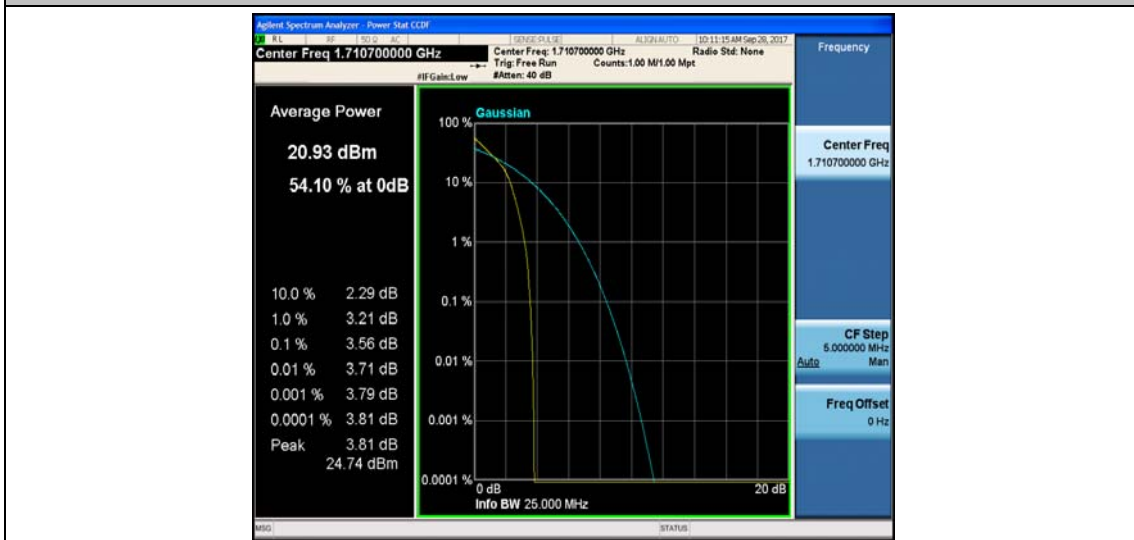 Agilent Spectrum Analyzer - Power Stat CCDF
RL RF 50 Ω AC SENSE:PULSE ALIGN AUTO 10:11:15 AM Sep 28, 2017
Center Freq 1.710700000 GHz
Center Freq: 1.710700000 GHz Radio Std: None
Trig: Free Run Counts:1.00 M/1.00 Mpt
#IFGain:Low #Atten: 40 dB
Frequency
Average Power
20.93 dBm
54.10 % at 0dB
10.0 % 2.29 dB
1.0 % 3.21 dB
0.1 % 3.56 dB
0.01 % 3.71 dB
0.001 % 3.79 dB
0.0001 % 3.81 dB
Peak 3.81 dB
24.74 dBm
Gaussian
100 %
10 %
1 %
0.1 %
0.01 %
0.001 %
0.0001 %
0 dB 20 dB
Info BW 25.000 MHz
Center Freq
1.710700000 GHz
CF Step
5.000000 MHz
Auto Man
Freq Offset
0 Hz
MSG STATUS